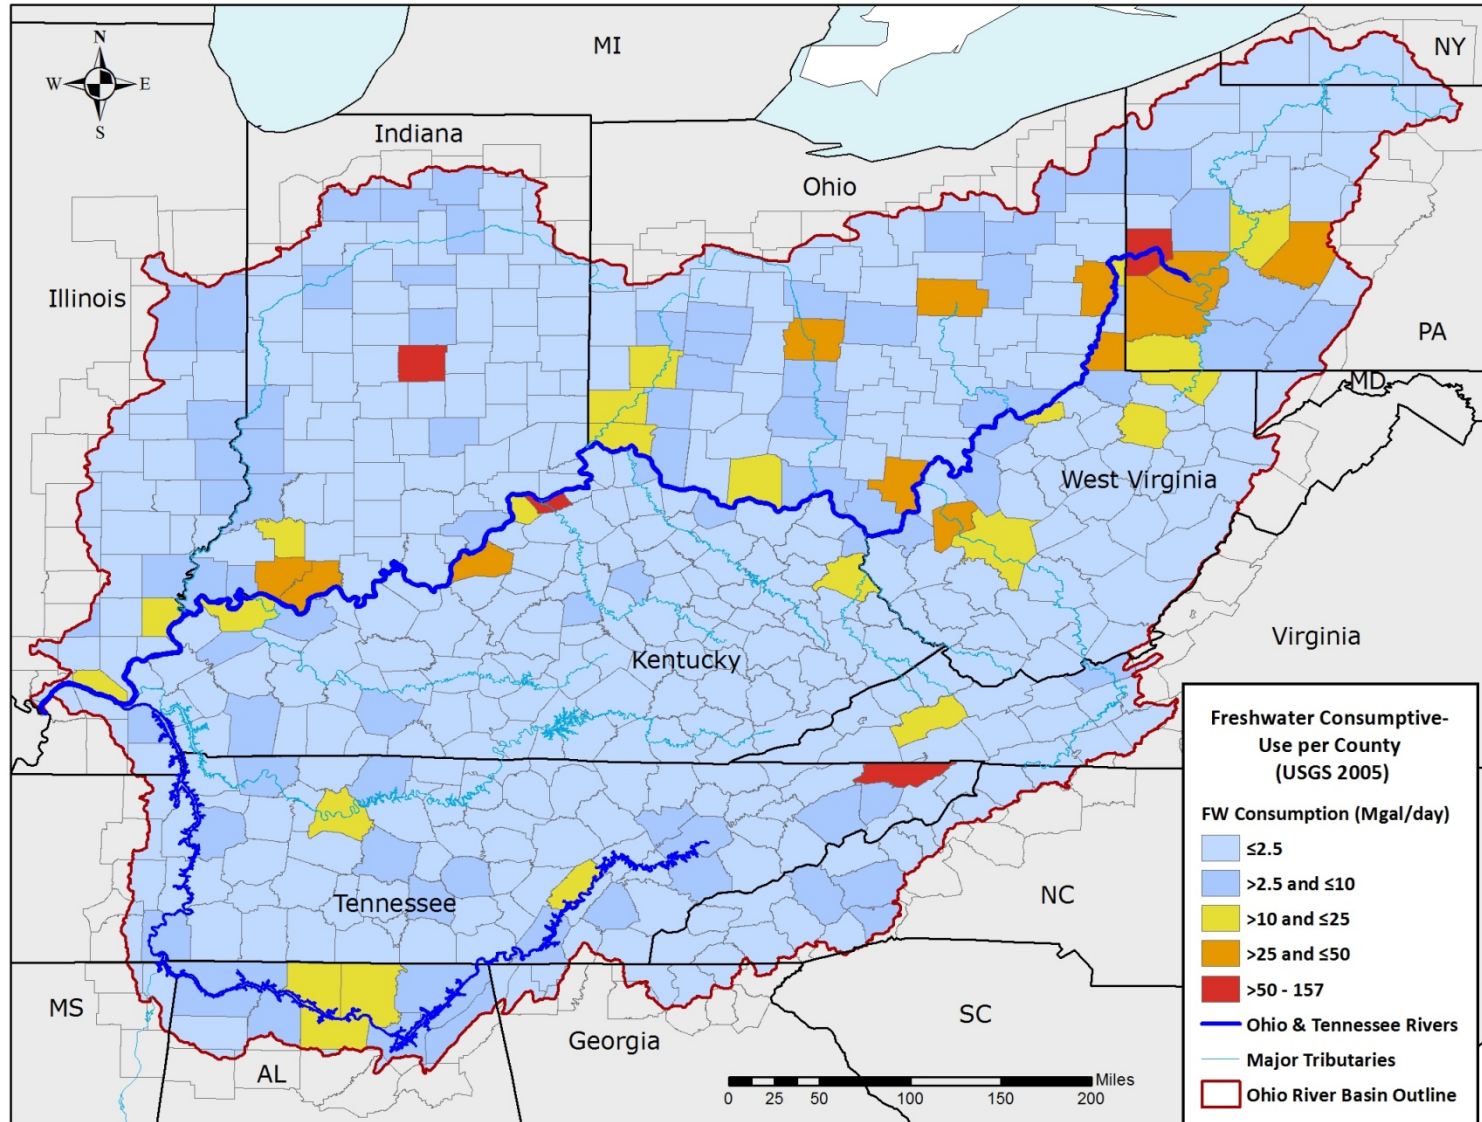 MI
NY
N
W E
S
Indiana
Ohio
Illinois
PA
MD
West Virginia
Virginia
Kentucky
Tennessee
NC
MS
SC
Georgia
AL
Freshwater Consumptive-
Use per County
(USGS 2005)
FW Consumption (Mgal/day)
≤2.5
>2.5 and ≤10
>10 and ≤25
>25 and ≤50
>50 - 157
Ohio & Tennessee Rivers
Major Tributaries
Ohio River Basin Outline
Miles
0 25 50 100 150 200